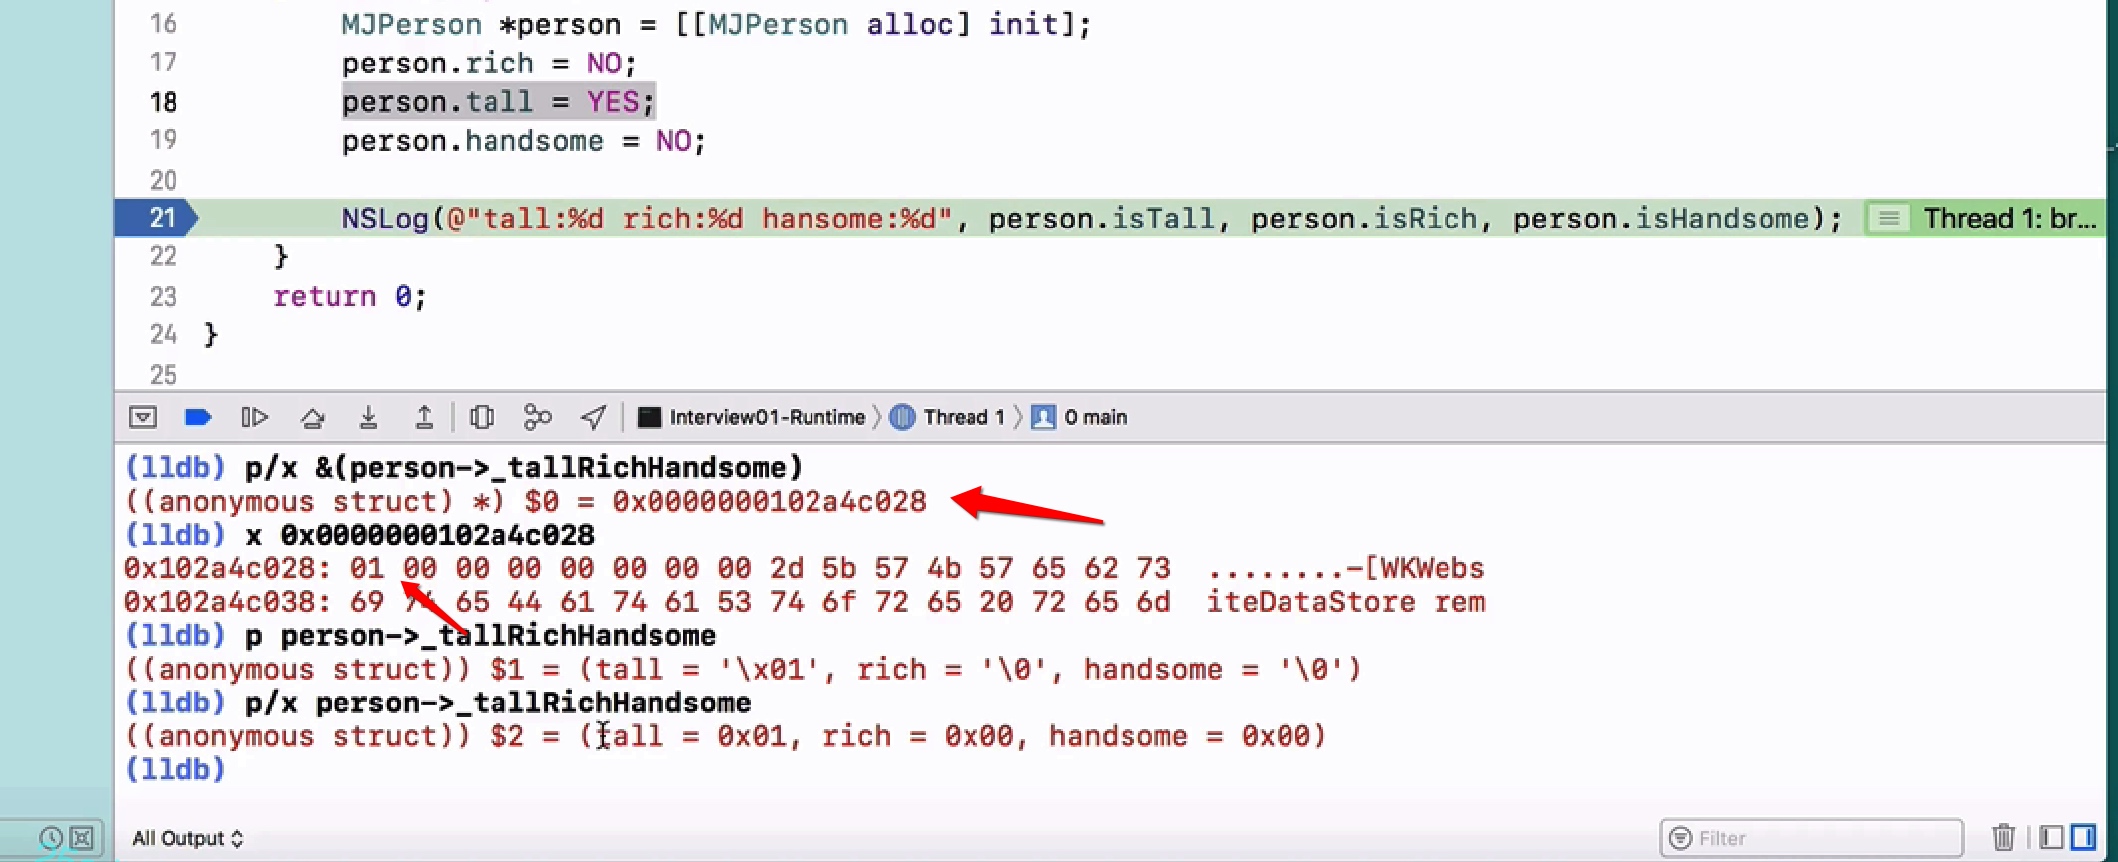 16 MJPerson *person = [[MJPerson alloc] init];
17 person.rich = NO;
18 person.tall = YES;
19 person.handsome = NO;
20
21 NSLog(@"tall:%d rich:%d hansome:%d", person.isTall, person.isRich, person.isHandsome); Thread 1: br...
22 }
23 return 0;
24 }
25
Interview01-Runtime 〉 Thread 1 〉 0 main
(lldb) p/x &(person->_tallRichHandsome)
((anonymous struct) *) $0 = 0x0000000102a4c028
(lldb) x 0x0000000102a4c028
0x102a4c028: 01 00 00 00 00 00 00 00 2d 5b 57 4b 57 65 62 73 ........-[WKWebs
0x102a4c038: 69 74 65 44 61 74 61 53 74 6f 72 65 20 72 65 6d iteDataStore rem
(lldb) p person->_tallRichHandsome
((anonymous struct)) $1 = (tall = '\x01', rich = '\0', handsome = '\0')
(lldb) p/x person->_tallRichHandsome
((anonymous struct)) $2 = (tall = 0x01, rich = 0x00, handsome = 0x00)
(lldb)
All Output Filter